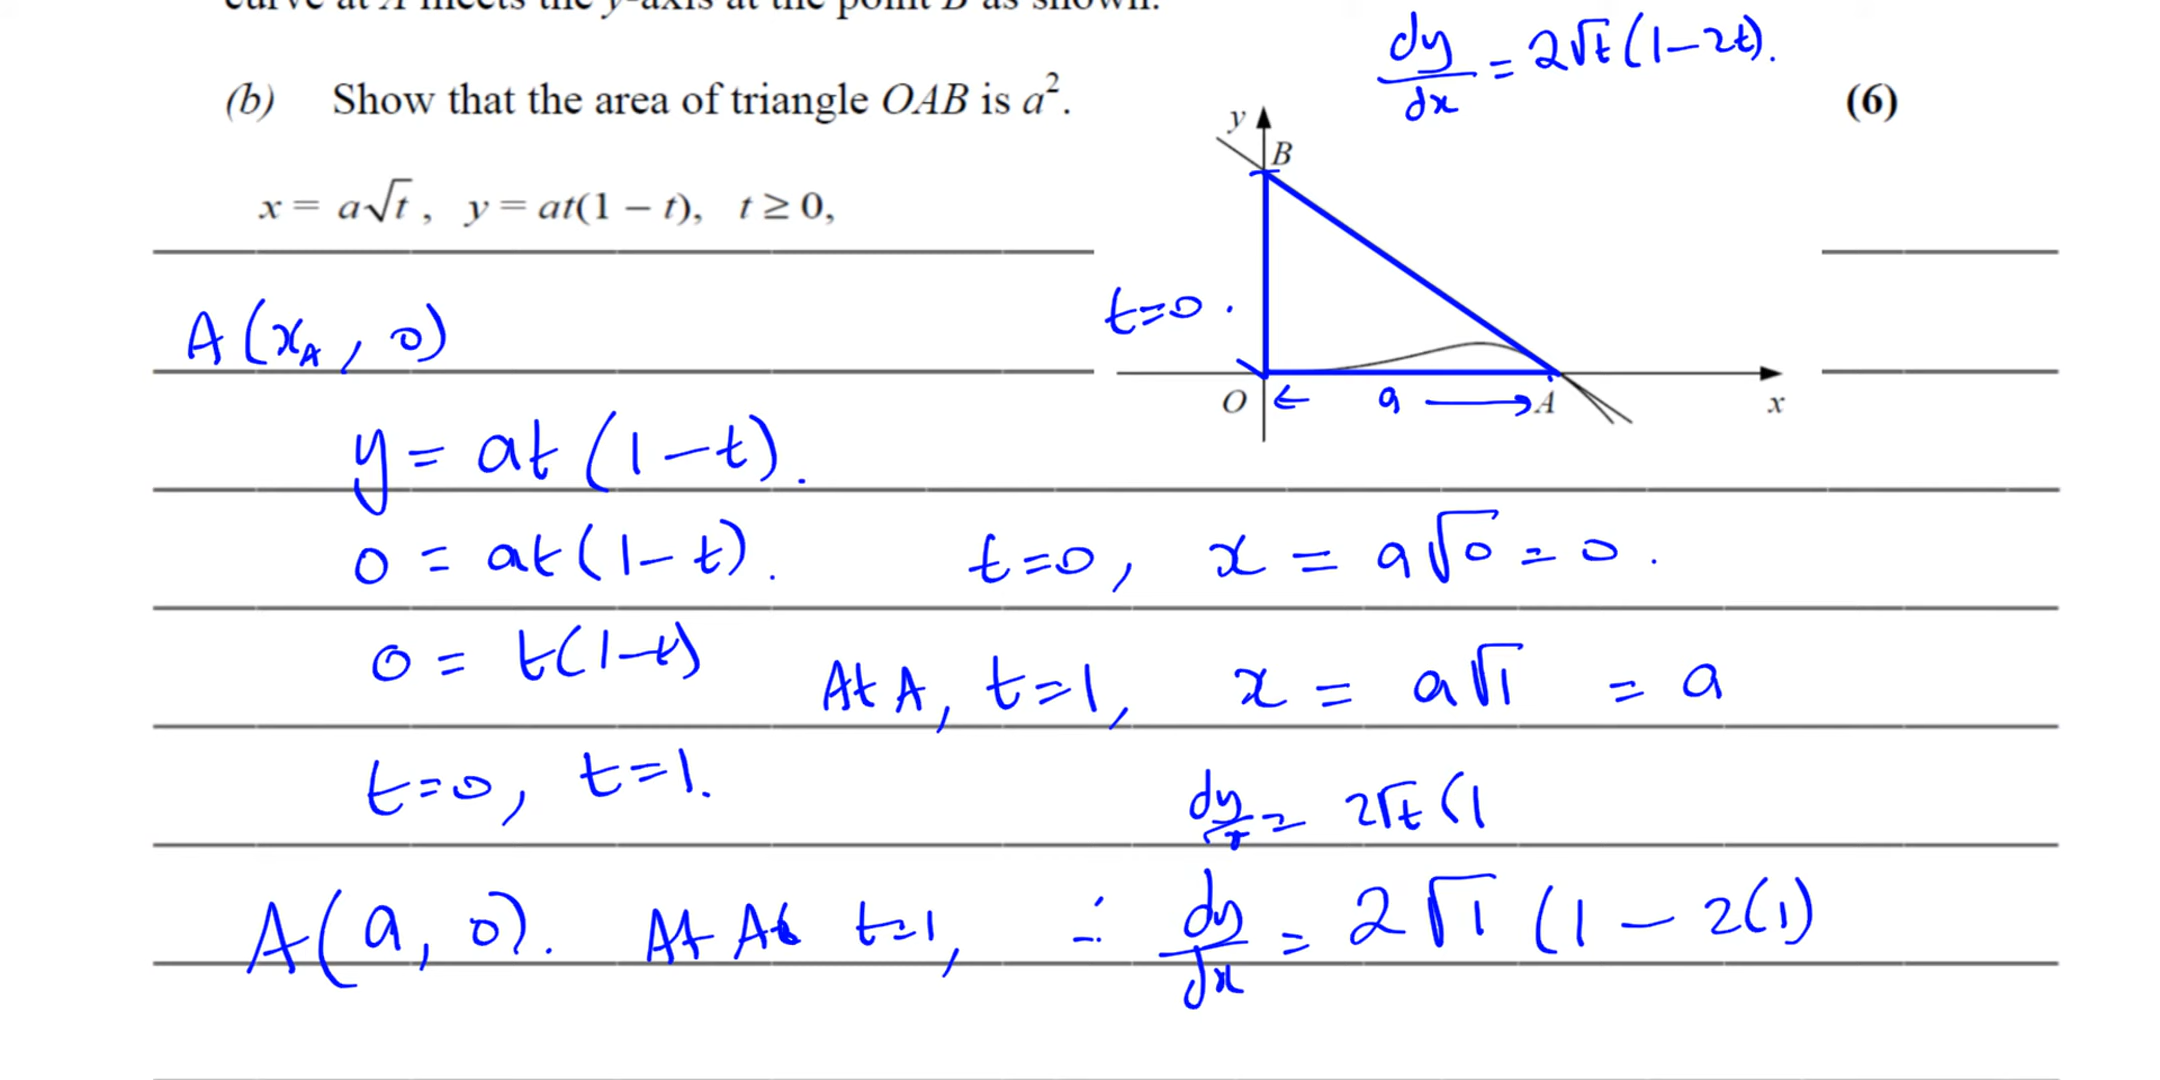 curve at A meets the y-axis at the point B as shown.
dy/dx = 2√t (1-2t).
(b) Show that the area of triangle OAB is a². (6)
y
B
x = a√t , y = at(1 – t), t ≥ 0,
t=0.
A(x_A, 0)
O ← a → A x
y = at (1-t).
0 = at(1-t). t=0, x = a√0 = 0.
0 = t(1-t) At A, t=1, x = a√1 = a
t=0, t=1.
dy = 2√t (1
A(a, 0). At A t=1, ∴ dy/dx = 2√1 (1 - 2(1)